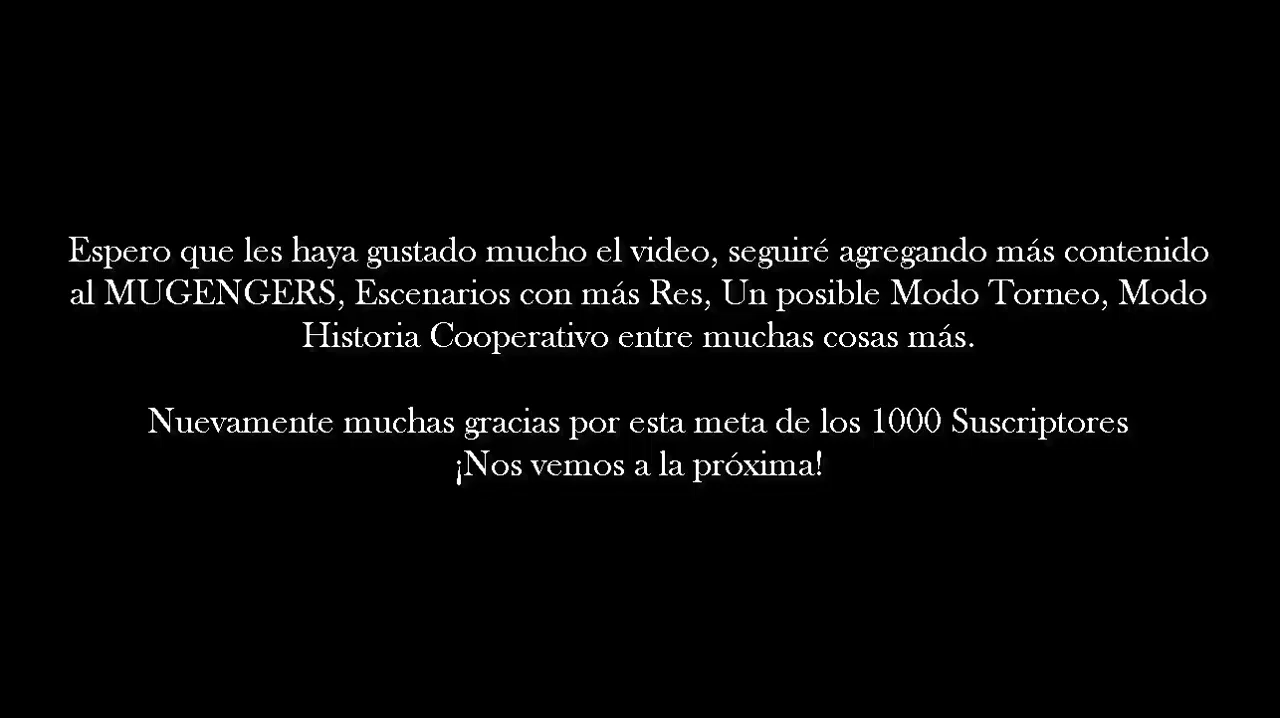 Espero que les haya gustado mucho el video, seguiré agregando más contenido
al MUGENGERS, Escenarios con más Res, Un posible Modo Torneo, Modo
Historia Cooperativo entre muchas cosas más.
Nuevamente muchas gracias por esta meta de los 1000 Suscriptores
¡Nos vemos a la próxima!